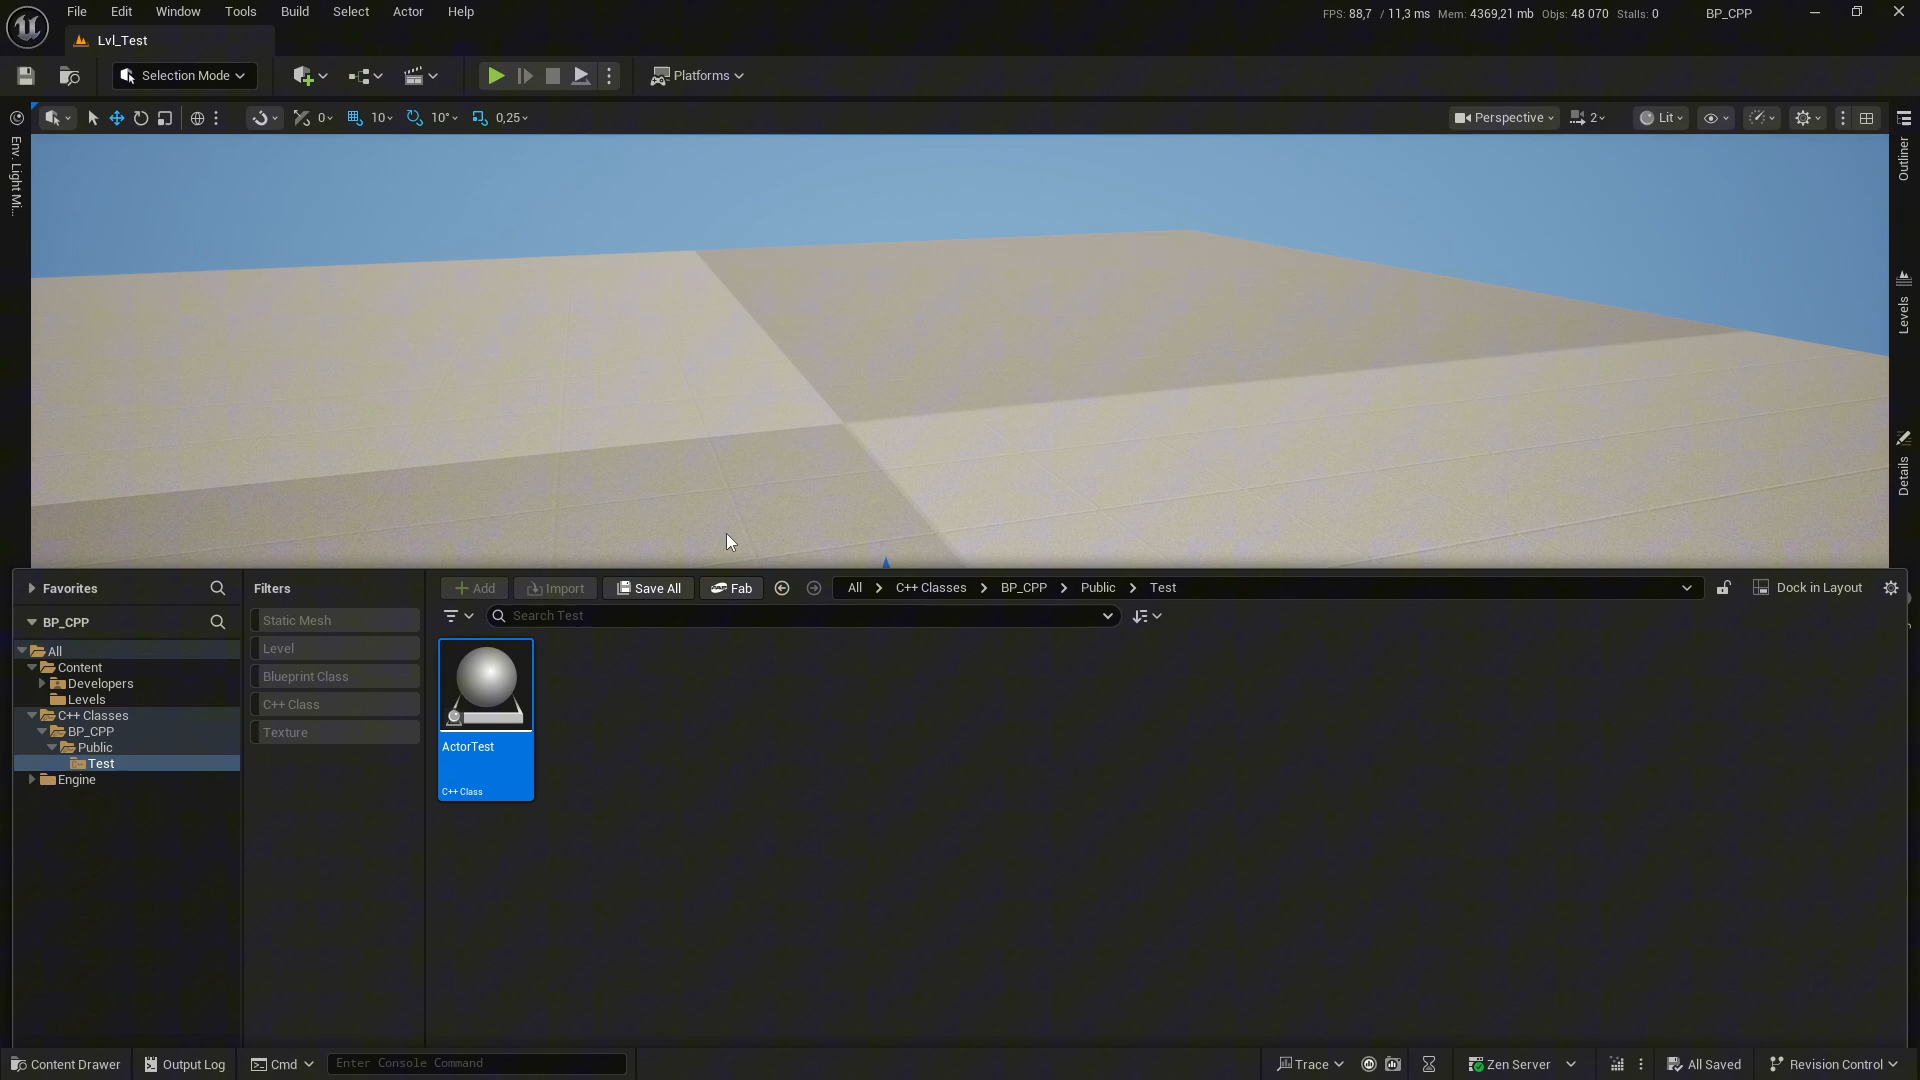 File Edit Window Tools Build Select Actor Help
FPS: 88,7 / 11,3 ms Mem: 4369,21 mb Objs: 48 070 Stalls: 0 BP_CPP
Lvl_Test
Selection Mode
Platforms
0 10 10° 0,25
Perspective 2 Lit
Env. Light Mi...
Outliner
Levels
Details
Favorites
BP_CPP
All
Content
Developers
Levels
C++ Classes
BP_CPP
Public
Test
Engine
Filters
Static Mesh
Level
Blueprint Class
C++ Class
Texture
Add Import Save All Fab All C++ Classes BP_CPP Public Test Dock in Layout
Search Test
ActorTest
C++ Class
Content Drawer Output Log Cmd Enter Console Command Trace Zen Server All Saved Revision Control